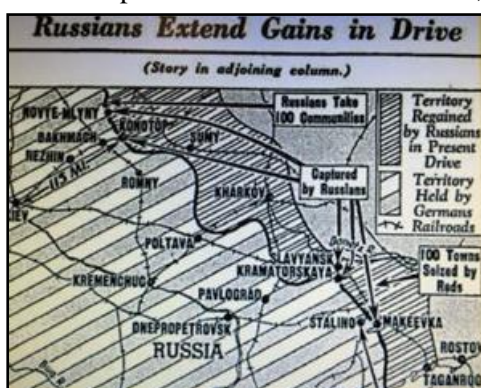 Russians Extend Gains in Drive
(Story in adjoining column.)
Russians Take
100 Communities
Territory
Regained
by Russians
in Present
Drive
Territory
Held by
Germans
Railroads
NOVYE-MLYNY
KONOTOP
BAKHMACH
SUMY
NEZHIN
115 MI.
Captured
by Russians
ROMNY
KHARKOV
IEV
POLTAVA
SLAVYANSK
KRAMATORSKAYA
100 Towns
Seized by
Reds
KREMENCHUG
PAVLOGRAD
DNEPROPETROVSK
STALINO
MAKEEVKA
RUSSIA
ROSTOV
TAGANROG